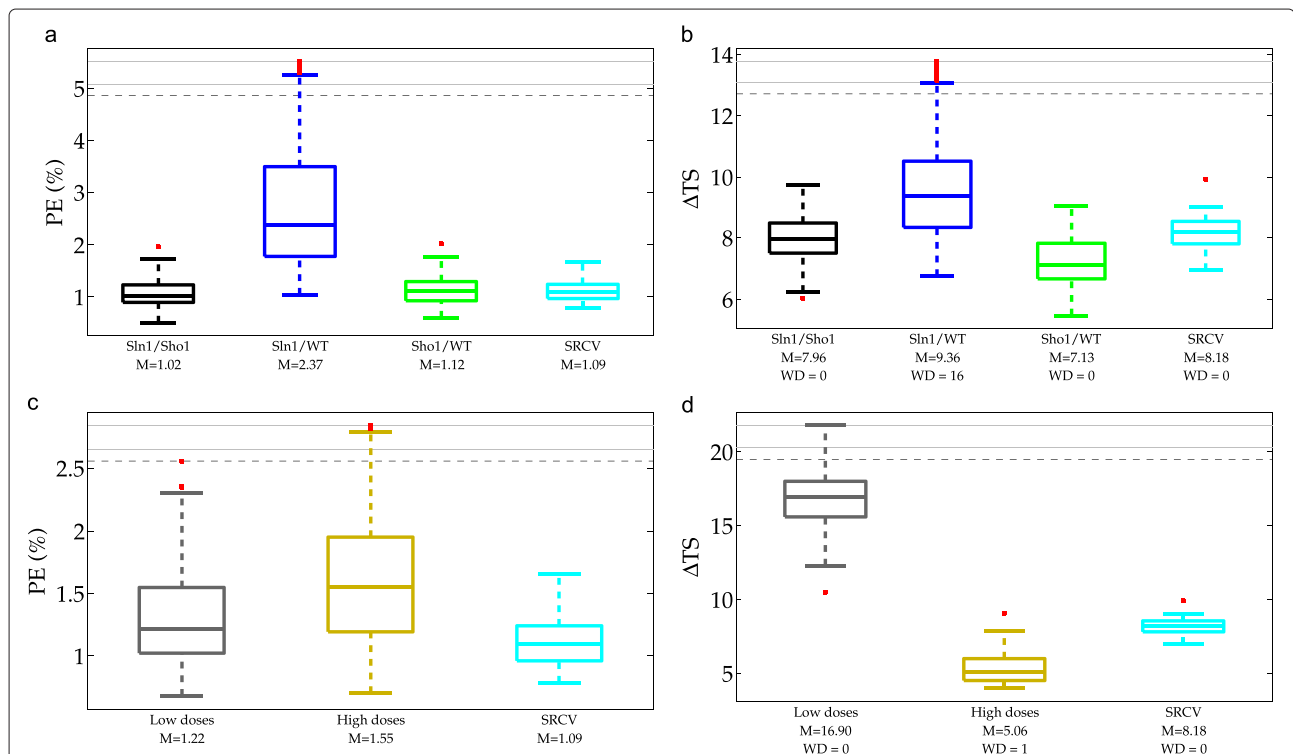 a
PE (%)
5
4
3
2
1
Sln1/Sho1 Sln1/WT Sho1/WT SRCV
M=1.02 M=2.37 M=1.12 M=1.09
b
ΔTS
14
12
10
8
6
Sln1/Sho1 Sln1/WT Sho1/WT SRCV
M=7.96 M=9.36 M=7.13 M=8.18
WD = 0 WD = 16 WD = 0 WD = 0
c
PE (%)
2.5
2
1.5
1
Low doses High doses SRCV
M=1.22 M=1.55 M=1.09
d
ΔTS
20
15
10
5
Low doses High doses SRCV
M=16.90 M=5.06 M=8.18
WD = 0 WD = 1 WD = 0